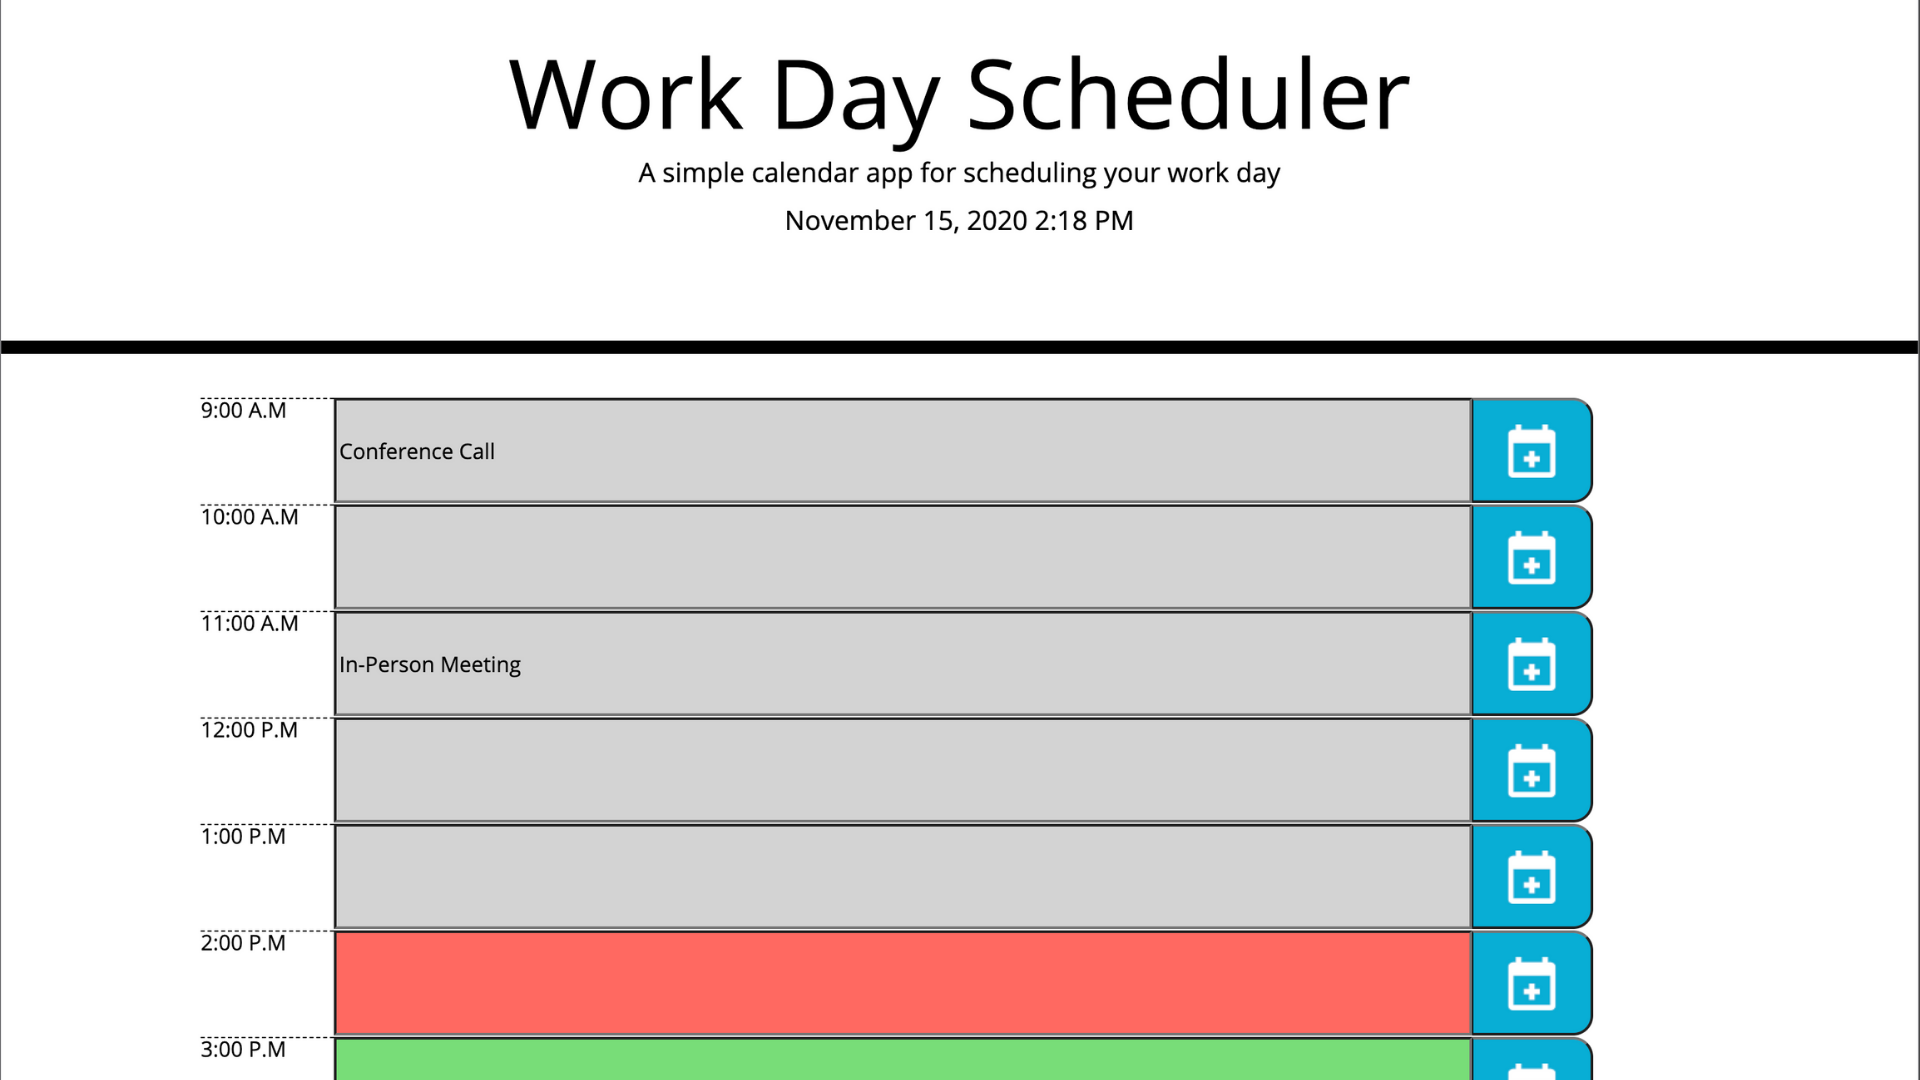 Work Day Scheduler
A simple calendar app for scheduling your work day
November 15, 2020 2:18 PM
9:00 A.M
Conference Call
10:00 A.M
11:00 A.M
In-Person Meeting
12:00 P.M
1:00 P.M
2:00 P.M
3:00 P.M